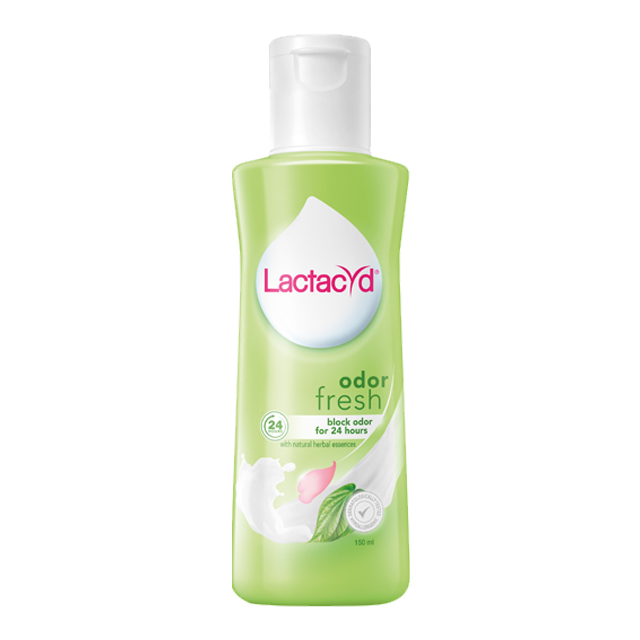 Lactacyd®
odor
fresh
block odor
for 24 hours
24
with natural herbal essences
150 ml